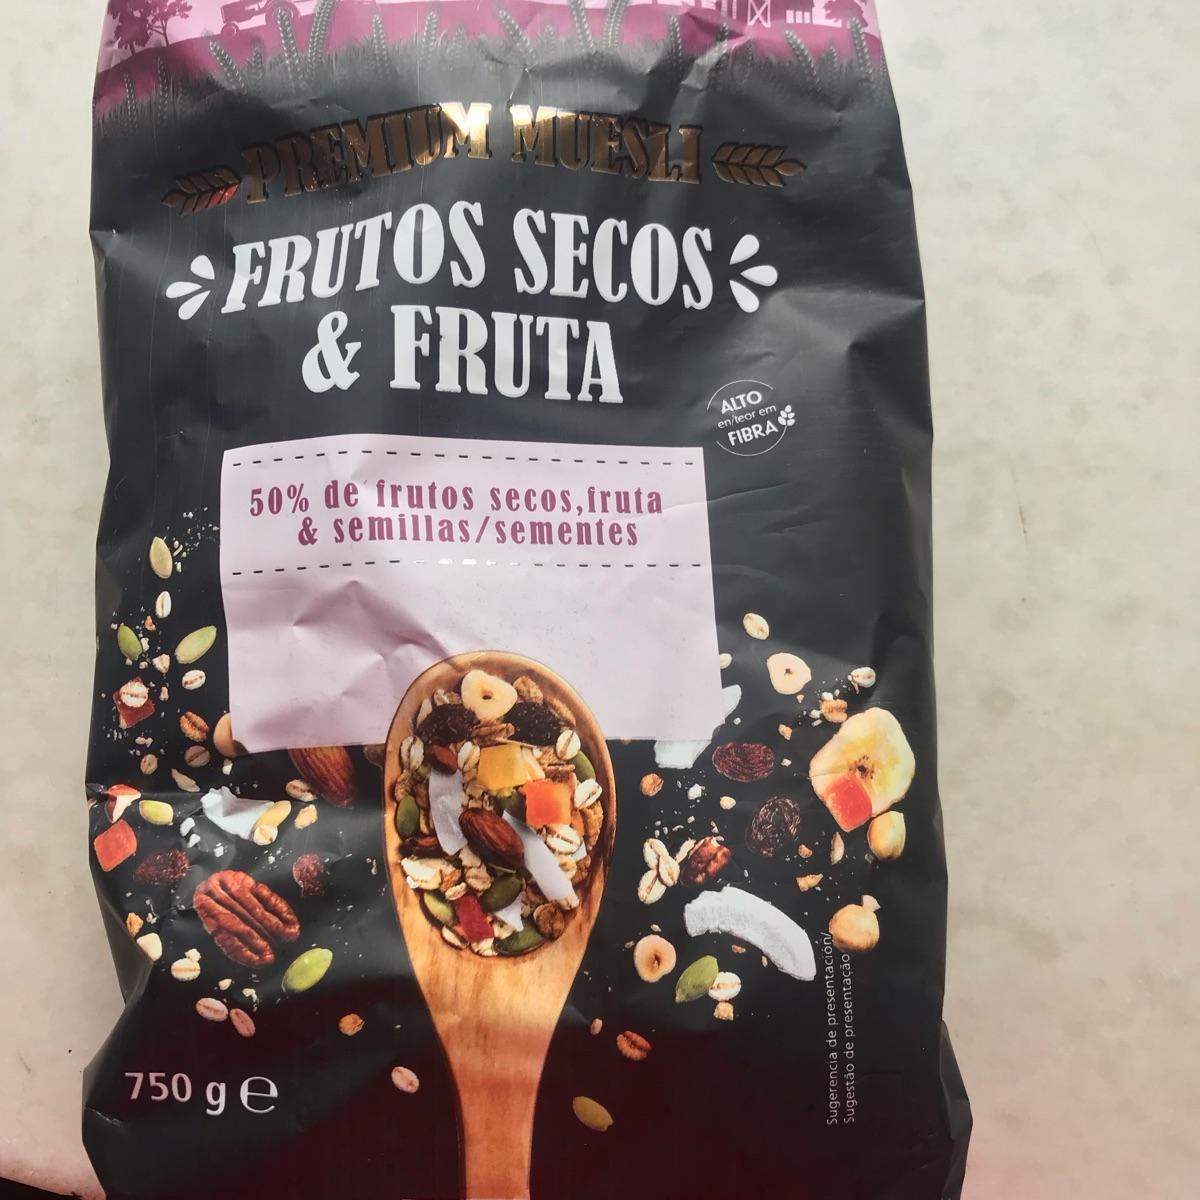 PREMIUM MUESLI
FRUTOS SECOS
& FRUTA
ALTO
en/teor em
FIBRA
50% de frutos secos,fruta
& semillas/sementes
750 g e
Sugerencia de presentación/
Sugestão de presentação